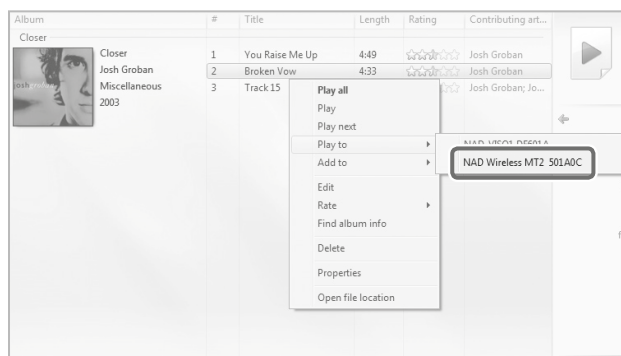 Album # Title Length Rating Contributing art...
Closer
Closer 1 You Raise Me Up 4:49 Josh Groban
Josh Groban 2 Broken Vow 4:33 Josh Groban
Miscellaneous 3 Track 15 Josh Groban; Jo...
2003
josh groban
Play all
Play
Play next
Play to
NAD Wireless MT2 501A0C
Add to
Edit
Rate
Find album info
Delete
Properties
Open file location